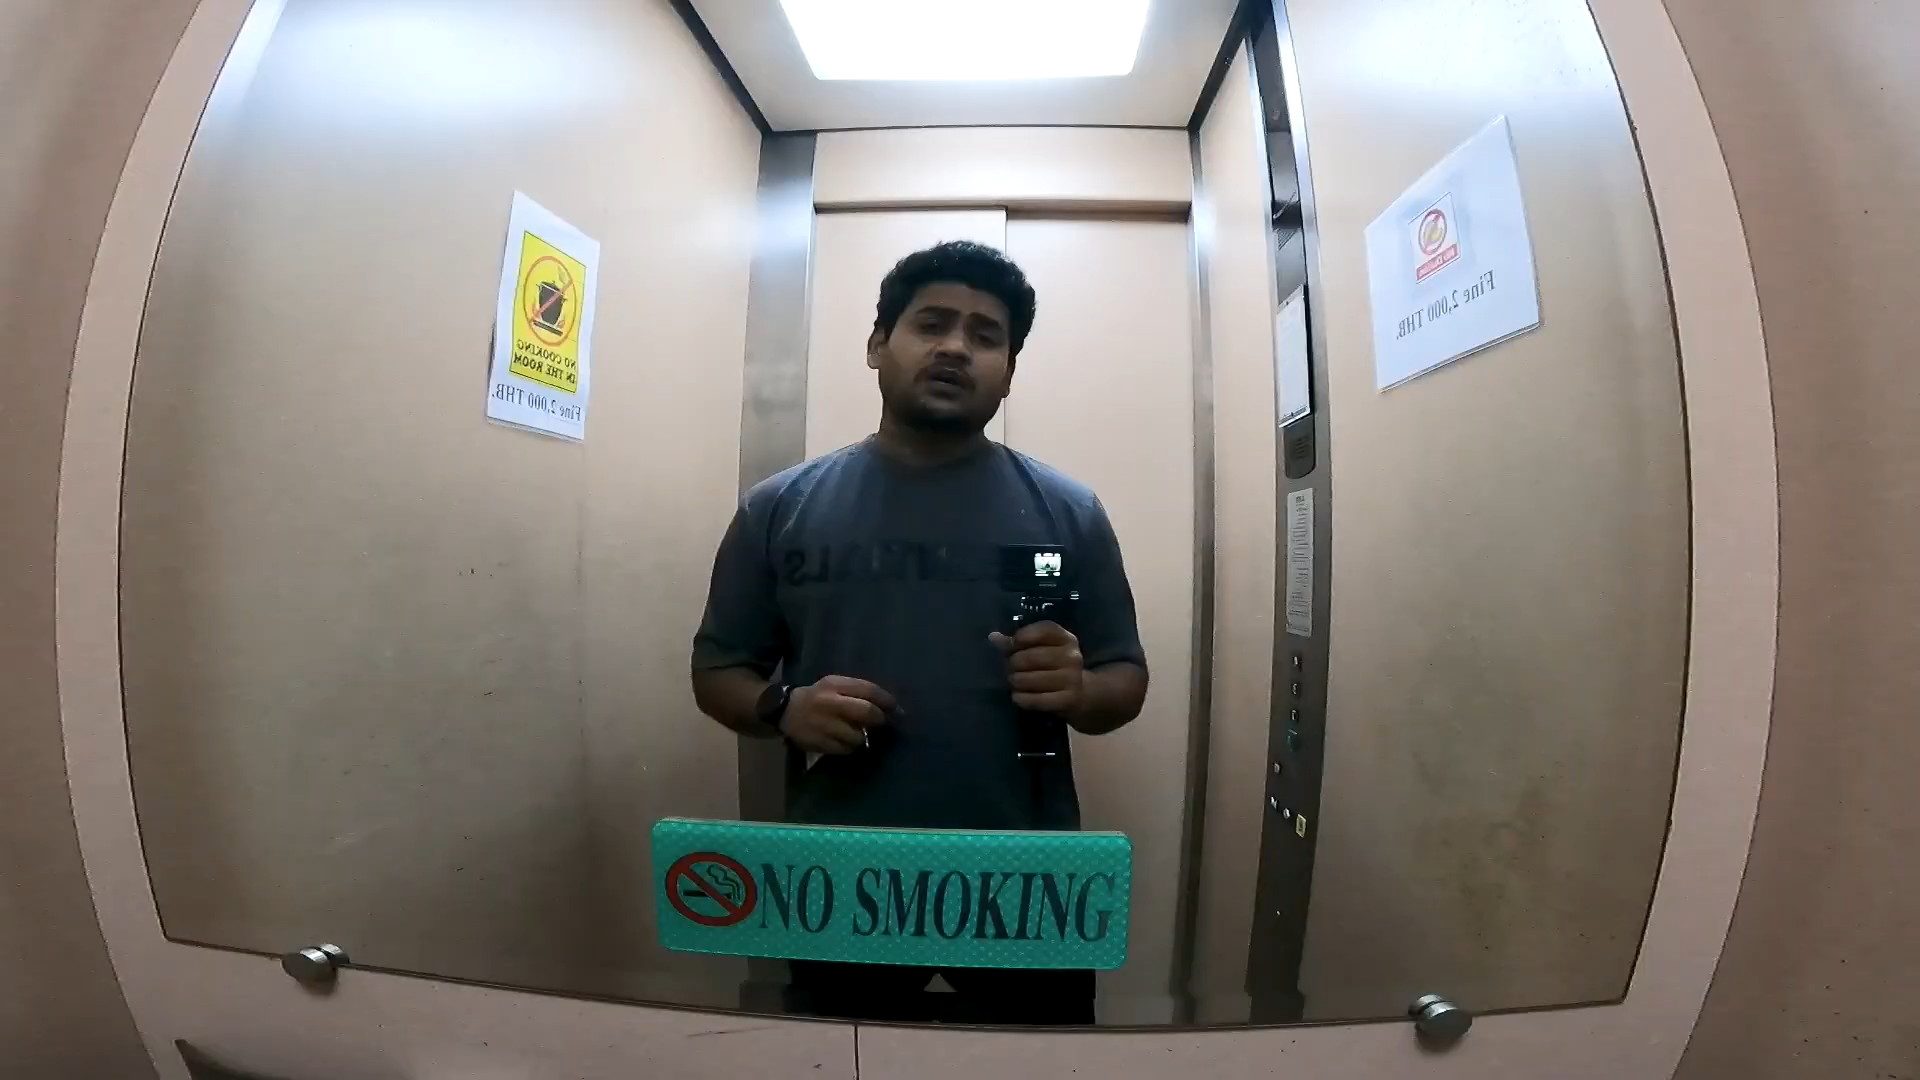 NO COOKING
IN THE ROOM
Fine 2,000 THB.
Fine 2,000 THB.
NO SMOKING